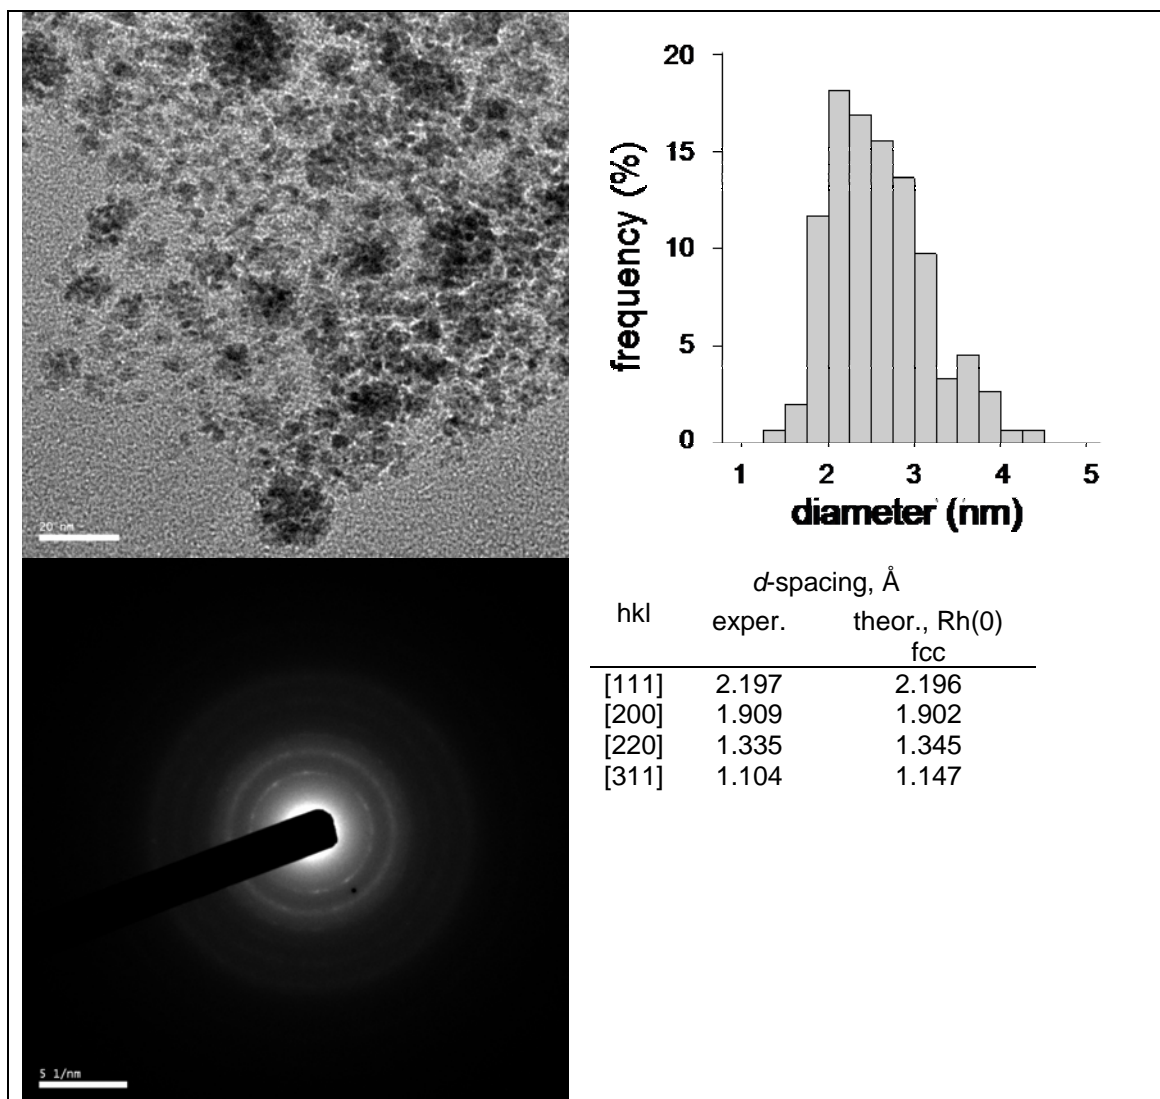 20
15
10
5
0
frequency (%)
1 2 3 4 5
diameter (nm)
20 nm
d-spacing, Å
hkl exper. theor., Rh(0)
fcc
[111] 2.197 2.196
[200] 1.909 1.902
[220] 1.335 1.345
[311] 1.104 1.147
5 1/nm